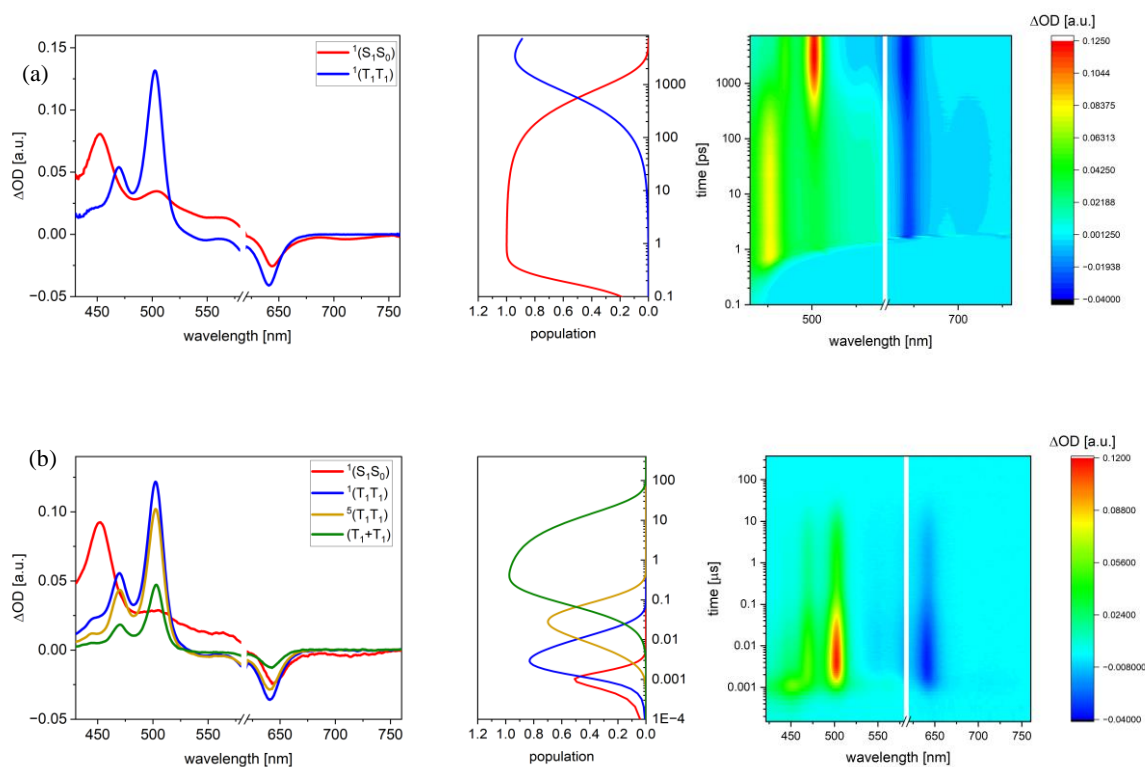 (a)
ΔOD [a.u.]
0.15
0.10
0.05
0.00
−0.05
450 500 550 650 700 750
wavelength [nm]
¹(S₁S₀)
¹(T₁T₁)
1.2 1.0 0.8 0.6 0.4 0.2 0.0
population
1000
100
10
1
0.1
time [ps]
1000
100
10
1
0.1
500 700
wavelength [nm]
ΔOD [a.u.]
0.1250
0.1044
0.08375
0.06313
0.04250
0.02188
0.001250
−0.01938
−0.04000
(b)
ΔOD [a.u.]
0.10
0.05
0.00
−0.05
450 500 550 650 700 750
wavelength [nm]
¹(S₁S₀)
¹(T₁T₁)
⁵(T₁T₁)
(T₁+T₁)
1.2 1.0 0.8 0.6 0.4 0.2 0.0
population
100
10
1
0.1
0.01
0.001
1E−4
time [µs]
100
10
1
0.1
0.01
0.001
450 500 550 650 700 750
wavelength [nm]
ΔOD [a.u.]
0.1200
0.08800
0.05600
0.02400
−0.008000
−0.04000